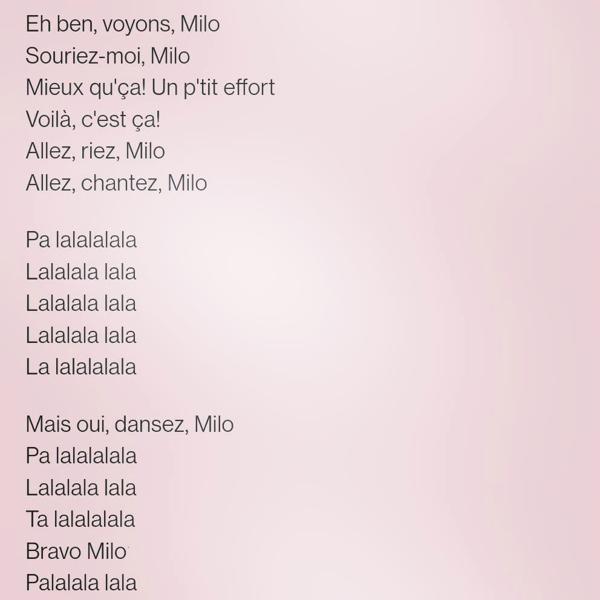 Eh ben, voyons, Milo
Souriez-moi, Milo
Mieux qu'ça! Un p'tit effort
Voilà, c'est ça!
Allez, riez, Milo
Allez, chantez, Milo
Pa lalalalala
Lalalala lala
Lalalala lala
Lalalala lala
La lalalalala
Mais oui, dansez, Milo
Pa lalalalala
Lalalala lala
Ta lalalalala
Bravo Milo
Palalala lala